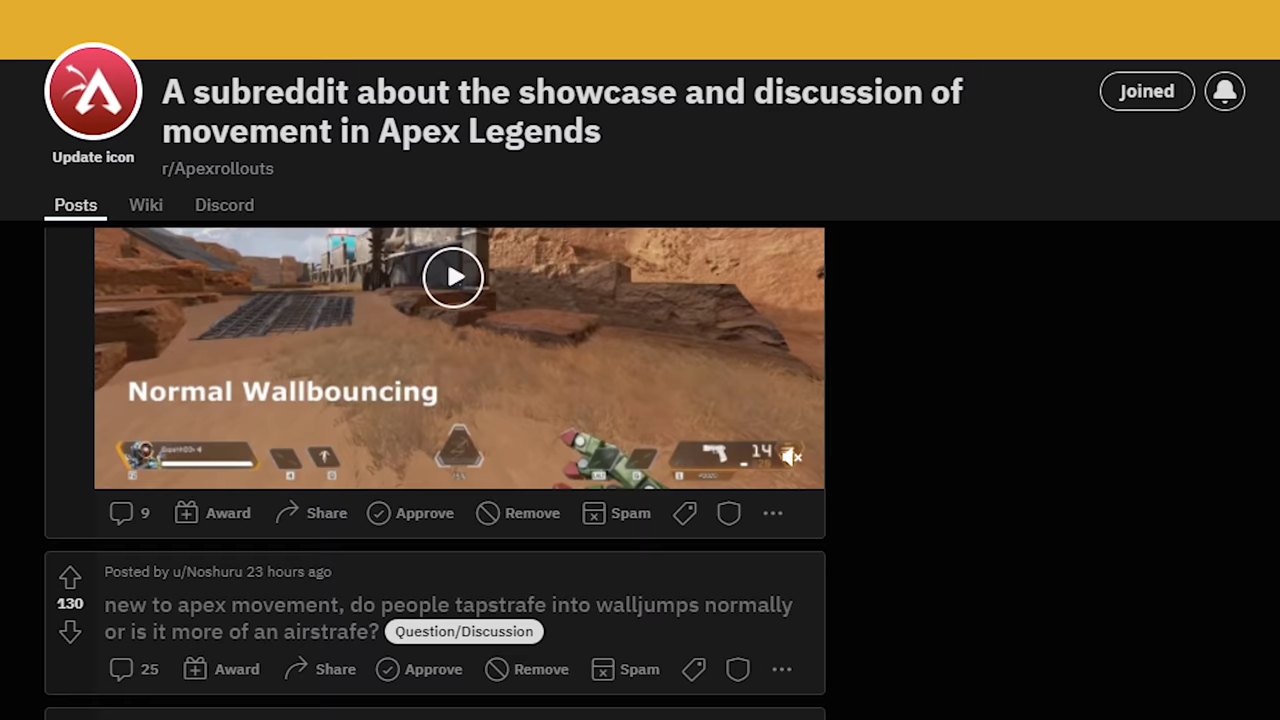 A subreddit about the showcase and discussion of
movement in Apex Legends
Joined
Update icon
r/Apexrollouts
Posts
Wiki
Discord
Normal Wallbouncing
14
9
Award
Share
Approve
Remove
Spam
Posted by u/Noshuru 23 hours ago
130
new to apex movement, do people tapstrafe into walljumps normally
or is it more of an airstrafe? Question/Discussion
25
Award
Share
Approve
Remove
Spam